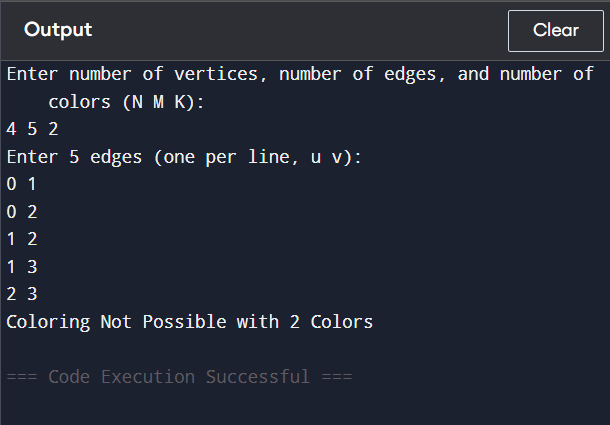 Output
Clear
Enter number of vertices, number of edges, and number of
colors (N M K):
4 5 2
Enter 5 edges (one per line, u v):
0 1
0 2
1 2
1 3
2 3
Coloring Not Possible with 2 Colors
=== Code Execution Successful ===